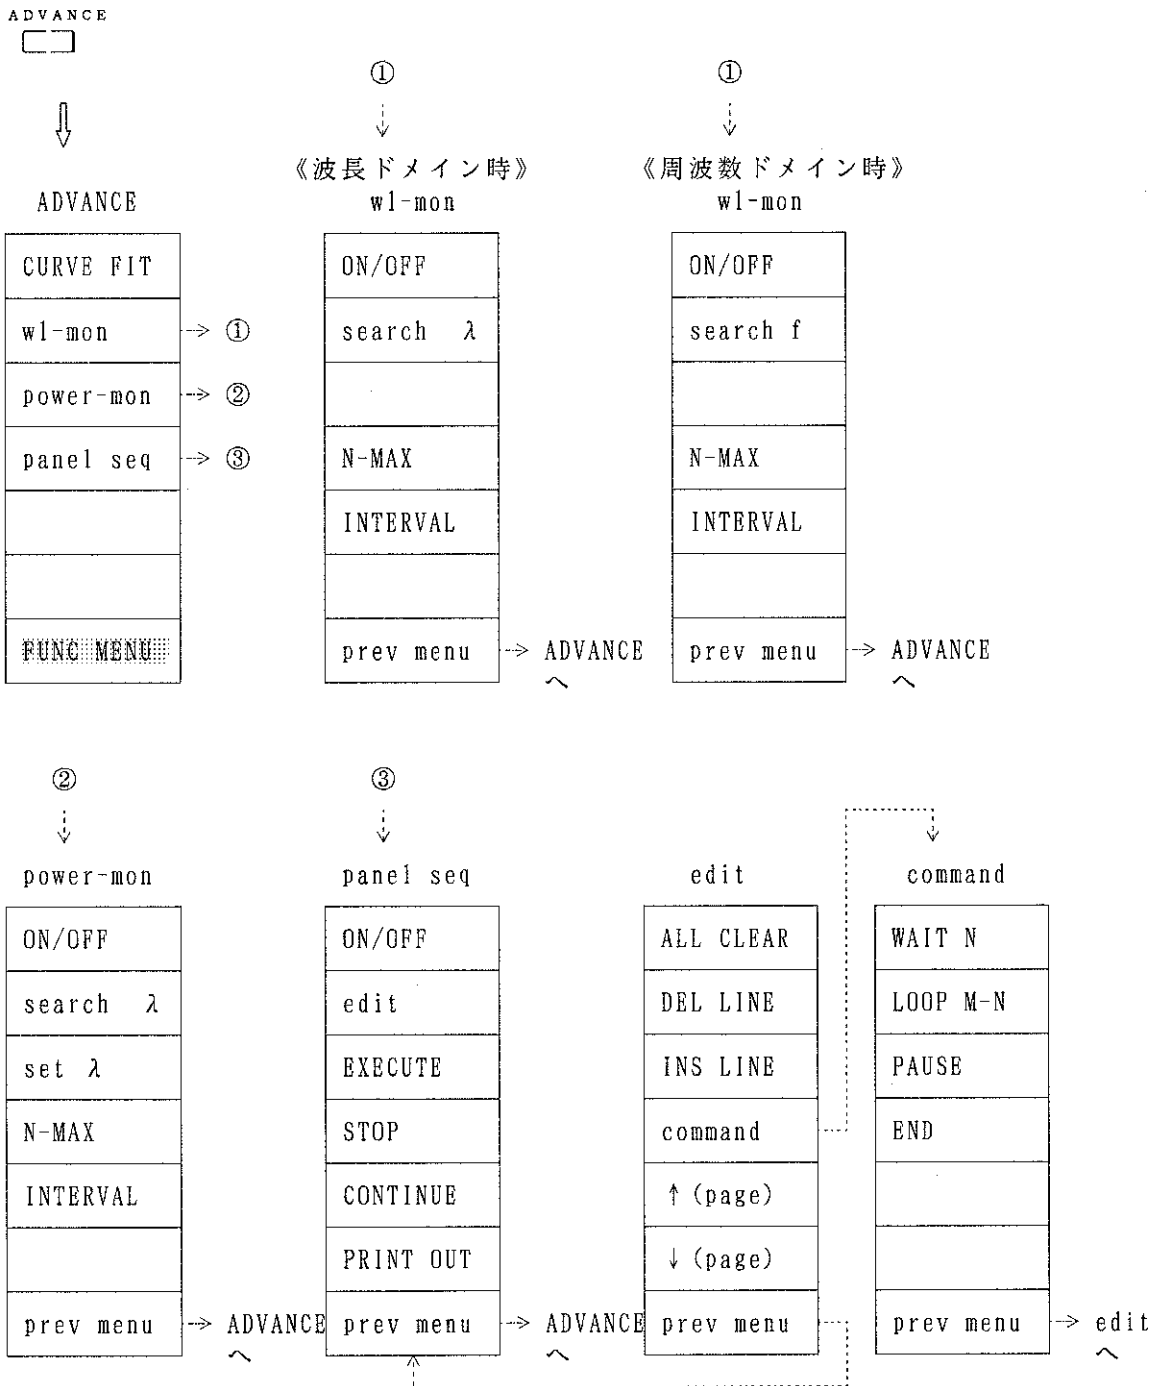 ADVANCE
①
①
《波長ドメイン時》
《周波数ドメイン時》
ADVANCE
wl-mon
wl-mon
CURVE FIT
wl-mon
①
power-mon
②
panel seq
③
FUNC MENU
ON/OFF
search λ
N-MAX
INTERVAL
prev menu
ADVANCE
へ
ON/OFF
search f
N-MAX
INTERVAL
prev menu
ADVANCE
へ
②
③
power-mon
panel seq
edit
command
ON/OFF
search λ
set λ
N-MAX
INTERVAL
prev menu
ADVANCE
へ
ON/OFF
edit
EXECUTE
STOP
CONTINUE
PRINT OUT
prev menu
ADVANCE
へ
ALL CLEAR
DEL LINE
INS LINE
command
↑(page)
↓(page)
prev menu
WAIT N
LOOP M-N
PAUSE
END
prev menu
edit
へ